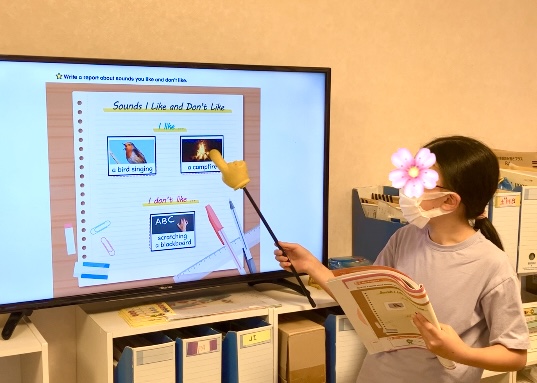 ☆ Write a report about sounds you like and don't like.
Sounds I Like and Don't Like
I like ...
a bird singing
a campfire
I don't like ...
ABC
scratching
a blackboard